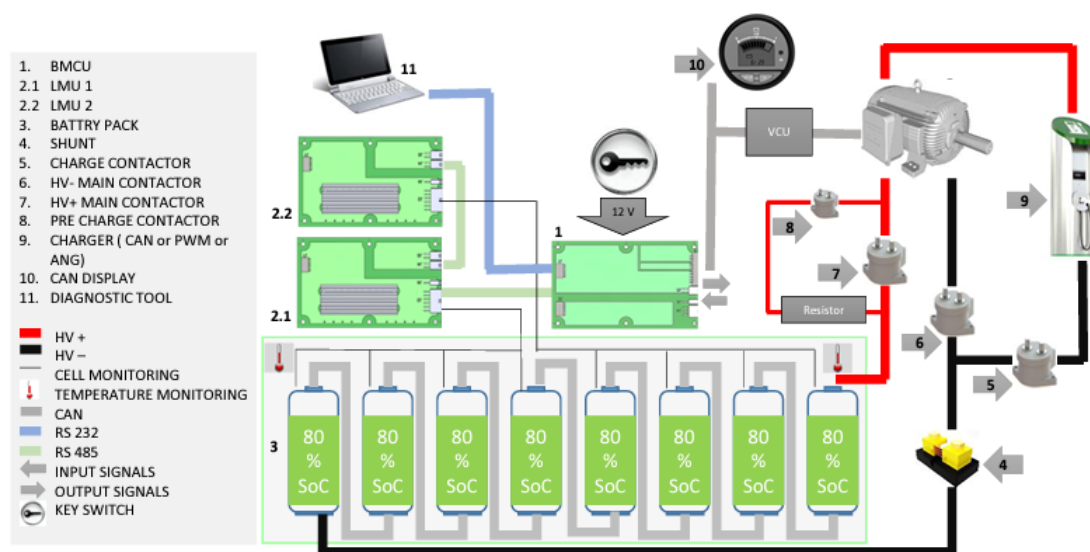 1. BMCU
2.1 LMU 1
2.2 LMU 2
3. BATTRY PACK
4. SHUNT
5. CHARGE CONTACTOR
6. HV- MAIN CONTACTOR
7. HV+ MAIN CONTACTOR
8. PRE CHARGE CONTACTOR
9. CHARGER ( CAN or PWM or
ANG)
10. CAN DISPLAY
11. DIAGNOSTIC TOOL
HV +
HV –
CELL MONITORING
TEMPERATURE MONITORING
CAN
RS 232
RS 485
INPUT SIGNALS
OUTPUT SIGNALS
KEY SWITCH
11
10
VCU
12 V
2.2
1
8
9
7
Resistor
2.1
6
5
3
80
%
SoC
80
%
SoC
80
%
SoC
80
%
SoC
80
%
SoC
80
%
SoC
80
%
SoC
80
%
SoC
4